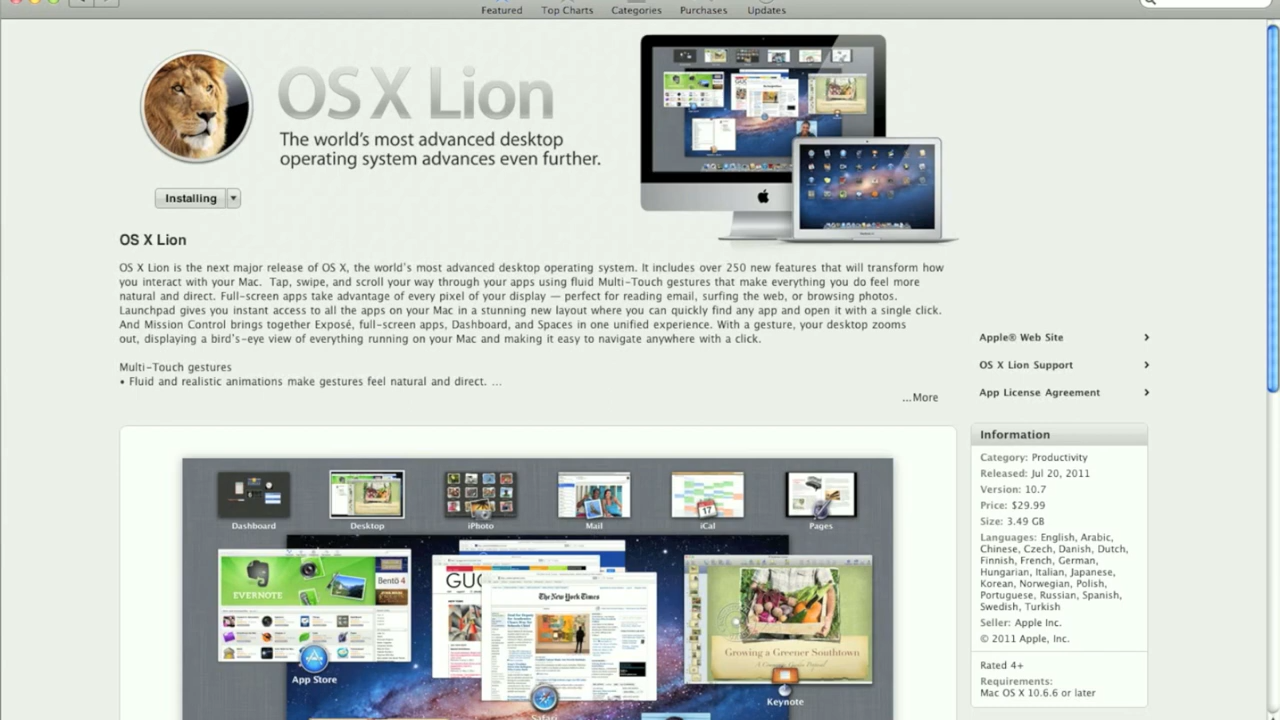 Featured Top Charts Categories Purchases Updates
OS X Lion
The world's most advanced desktop
operating system advances even further.
Installing
OS X Lion
OS X Lion is the next major release of OS X, the world's most advanced desktop operating system. It includes over 250 new features that will transform how
you interact with your Mac. Tap, swipe, and scroll your way through your apps using fluid Multi-Touch gestures that make everything you do feel more
natural and direct. Full-screen apps take advantage of every pixel of your display — perfect for reading email, surfing the web, or browsing photos.
Launchpad gives you instant access to all the apps on your Mac in a stunning new layout where you can quickly find any app and open it with a single click.
And Mission Control brings together Exposé, full-screen apps, Dashboard, and Spaces in one unified experience. With a gesture, your desktop zooms
out, displaying a bird's-eye view of everything running on your Mac and making it easy to navigate anywhere with a click.
Multi-Touch gestures
• Fluid and realistic animations make gestures feel natural and direct. ...
...More
Apple® Web Site
OS X Lion Support
App License Agreement
Information
Category: Productivity
Released: Jul 20, 2011
Version: 10.7
Price: $29.99
Size: 3.49 GB
Languages: English, Arabic,
Chinese, Czech, Danish, Dutch,
Finnish, French, German,
Hungarian, Italian, Japanese,
Korean, Norwegian, Polish,
Portuguese, Russian, Spanish,
Swedish, Turkish
Seller: Apple Inc.
© 2011 Apple, Inc.
Rated 4+
Requirements:
Mac OS X 10.6.6 or later
Dashboard Desktop iPhoto Mail iCal Pages
17
EVERNOTE
Bento 4
The New York Times
Growing a Greener Southtown
App Store
Safari
Keynote